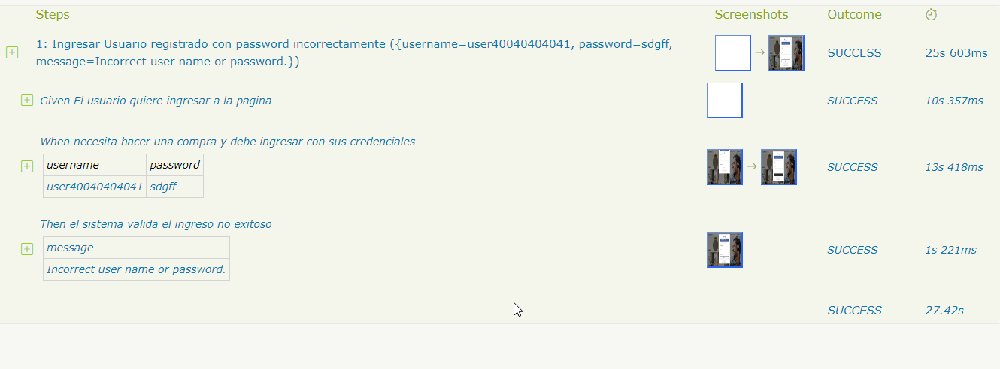 Steps Screenshots Outcome
1: Ingresar Usuario registrado con password incorrectamente ({username=user40040404041, password=sdgff,
message=Incorrect user name or password.}) SUCCESS 25s 603ms
Given El usuario quiere ingresar a la pagina SUCCESS 10s 357ms
When necesita hacer una compra y debe ingresar con sus credenciales
username password
user40040404041 sdgff SUCCESS 13s 418ms
Then el sistema valida el ingreso no exitoso
message
Incorrect user name or password. SUCCESS 1s 221ms
SUCCESS 27.42s